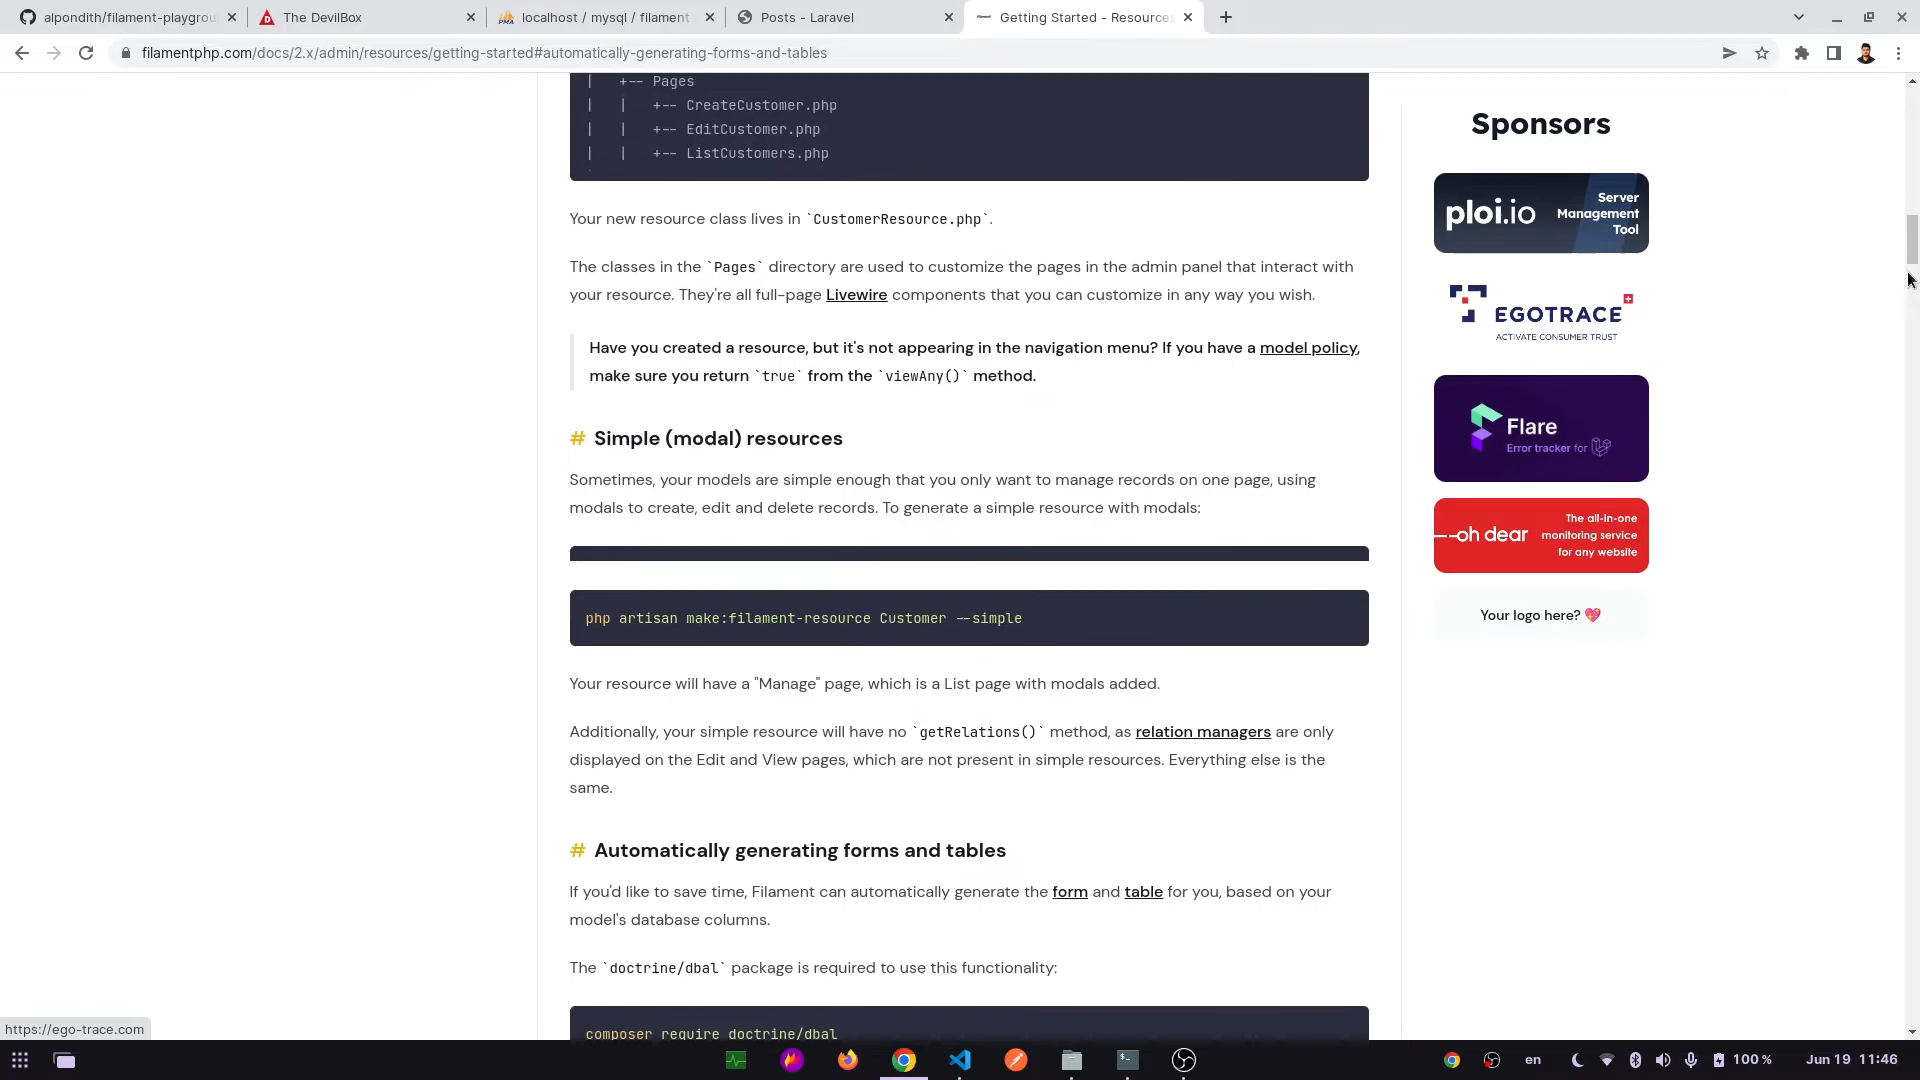 alpondith/filament-playgrou
The DevilBox
localhost / mysql / filament
Posts - Laravel
Getting Started - Resources
filamentphp.com/docs/2.x/admin/resources/getting-started#automatically-generating-forms-and-tables
|   +-- Pages
|   |   +-- CreateCustomer.php
|   |   +-- EditCustomer.php
|   |   +-- ListCustomers.php
Your new resource class lives in `CustomerResource.php`.
The classes in the `Pages` directory are used to customize the pages in the admin panel that interact with
your resource. They're all full-page Livewire components that you can customize in any way you wish.
Have you created a resource, but it's not appearing in the navigation menu? If you have a model policy,
make sure you return `true` from the `viewAny()` method.
# Simple (modal) resources
Sometimes, your models are simple enough that you only want to manage records on one page, using
modals to create, edit and delete records. To generate a simple resource with modals:
php artisan make:filament-resource Customer --simple
Your resource will have a "Manage" page, which is a List page with modals added.
Additionally, your simple resource will have no `getRelations()` method, as relation managers are only
displayed on the Edit and View pages, which are not present in simple resources. Everything else is the
same.
# Automatically generating forms and tables
If you'd like to save time, Filament can automatically generate the form and table for you, based on your
model's database columns.
The `doctrine/dbal` package is required to use this functionality:
composer require doctrine/dbal
Sponsors
ploi.io
Server
Management
Tool
EGOTRACE
ACTIVATE CONSUMER TRUST
Flare
Error tracker for
oh dear
The all-in-one
monitoring service
for any website
Your logo here? 💖
https://ego-trace.com
en
100 %
Jun 19 11:46